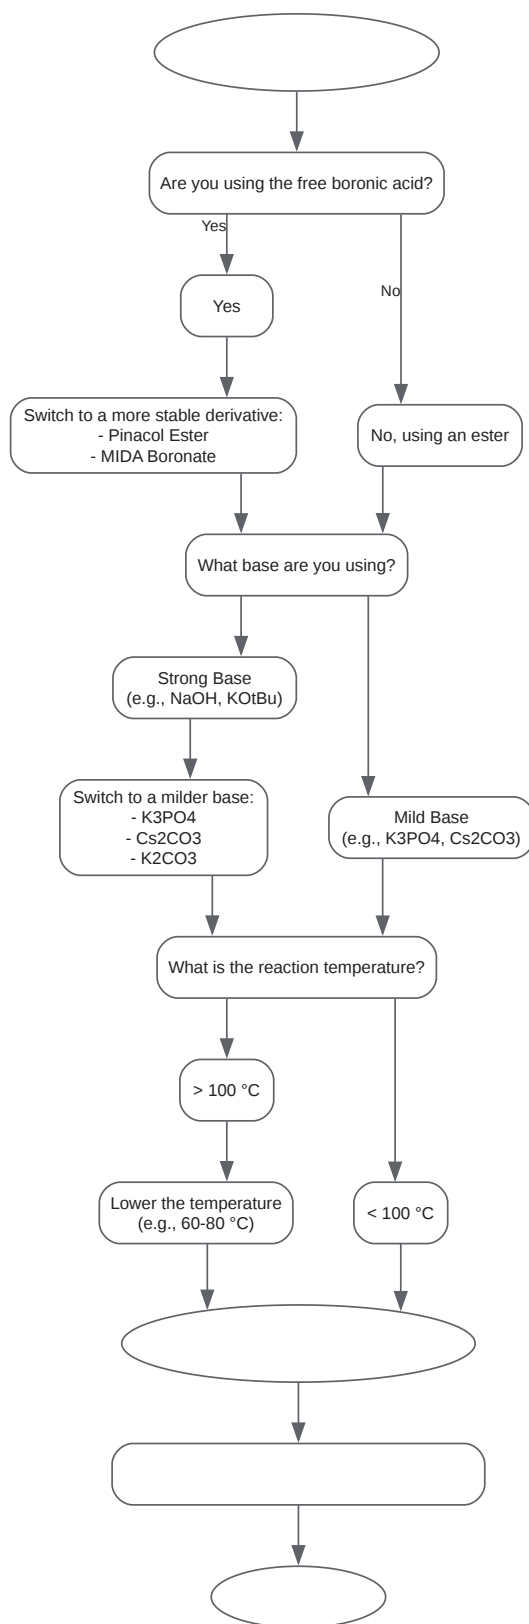 Are you using the free boronic acid?
Yes
No
Yes
Switch to a more stable derivative:
- Pinacol Ester
- MIDA Boronate
No, using an ester
What base are you using?
Strong Base
(e.g., NaOH, KOtBu)
Switch to a milder base:
- K3PO4
- Cs2CO3
- K2CO3
Mild Base
(e.g., K3PO4, Cs2CO3)
What is the reaction temperature?
> 100 °C
Lower the temperature
(e.g., 60-80 °C)
< 100 °C